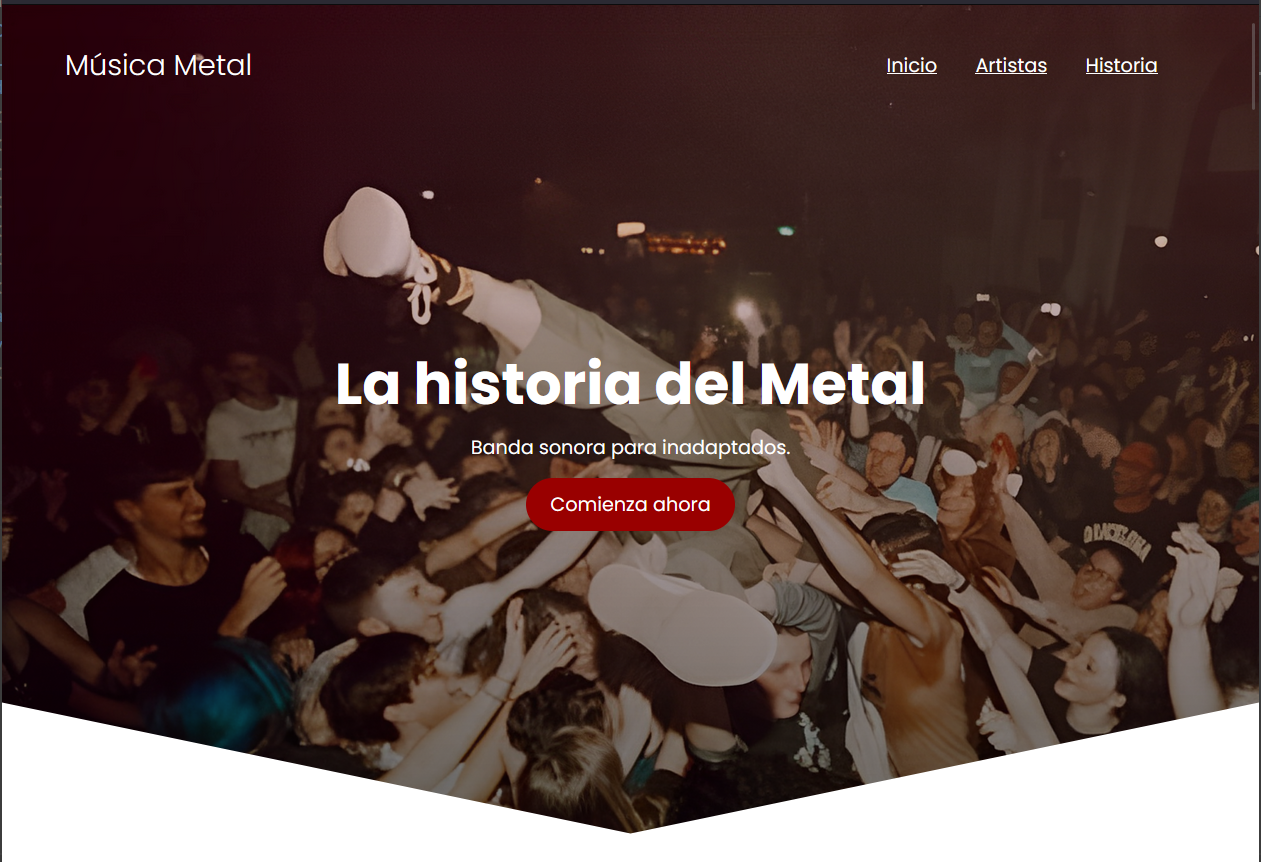 Música Metal
Inicio
Artistas
Historia
La historia del Metal
Banda sonora para inadaptados.
Comienza ahora